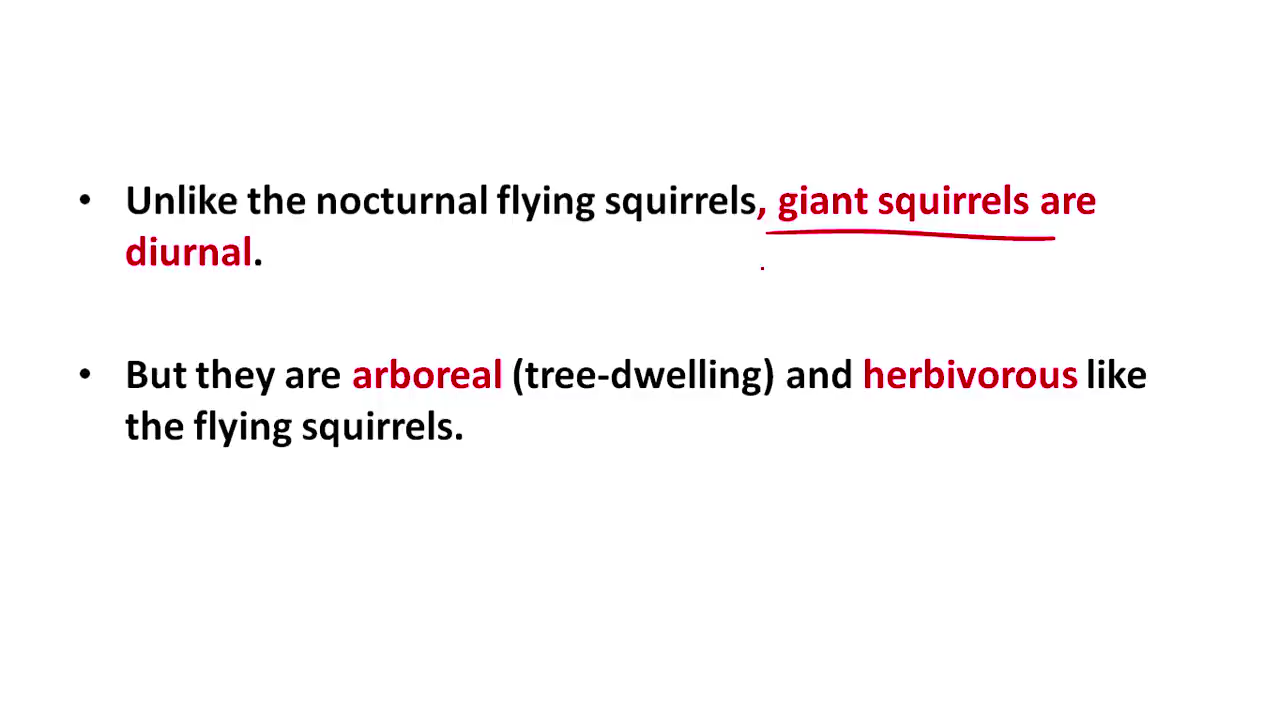 • Unlike the nocturnal flying squirrels, giant squirrels are
diurnal.
• But they are arboreal (tree-dwelling) and herbivorous like
the flying squirrels.